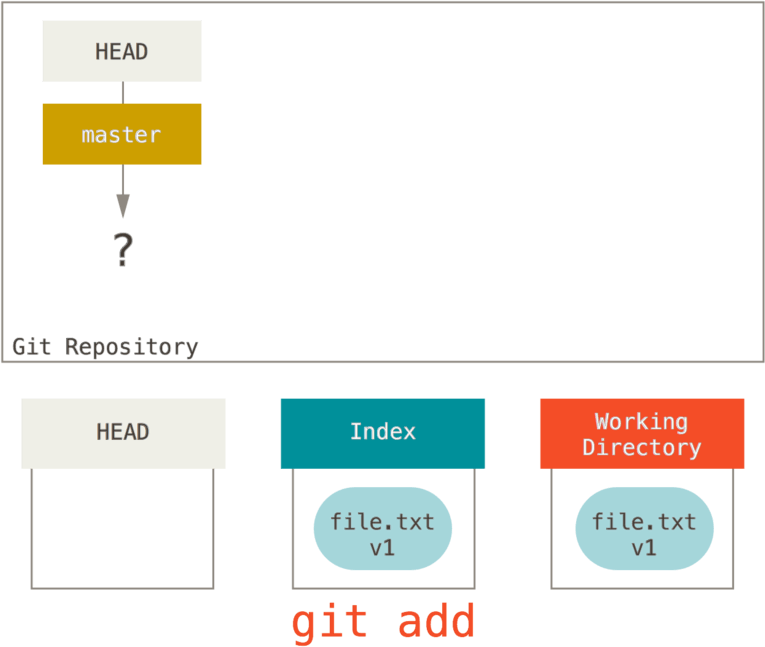 HEAD
master
?
Git Repository
HEAD
Index
Working
Directory
file.txt
v1
file.txt
v1
git add